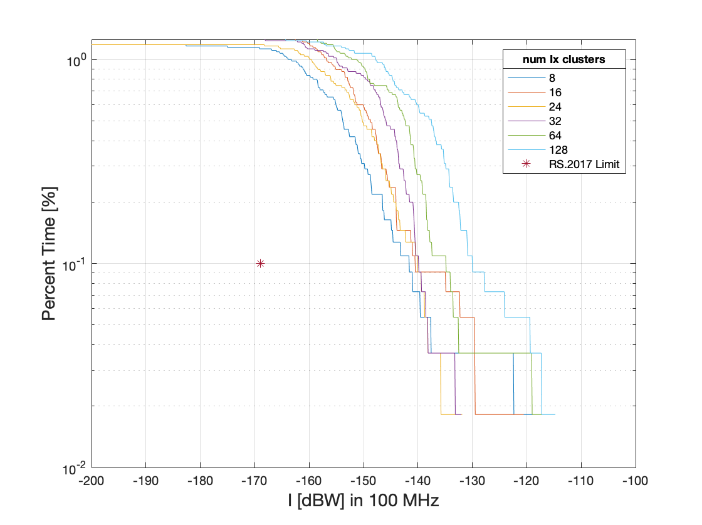 10^0
10^-1
10^-2
Percent Time [%]
-200 -190 -180 -170 -160 -150 -140 -130 -120 -110 -100
I [dBW] in 100 MHz
num Ix clusters
8
16
24
32
64
128
RS.2017 Limit